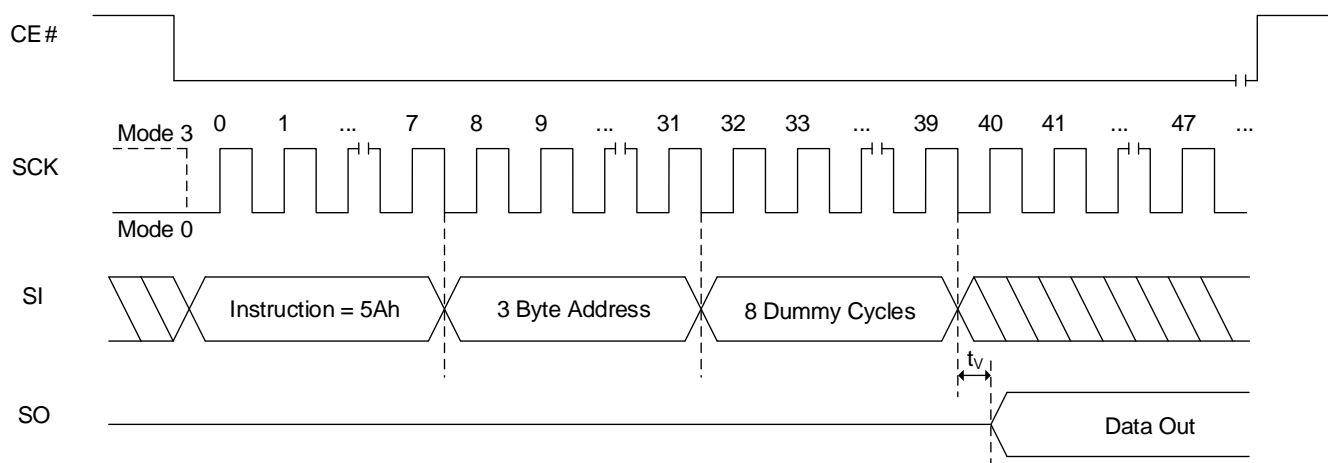 CE#
Mode 3 0 1 ... 7 8 9 ... 31 32 33 ... 39 40 41 ... 47 ...
SCK
Mode 0
SI Instruction = 5Ah 3 Byte Address 8 Dummy Cycles
tV
SO Data Out